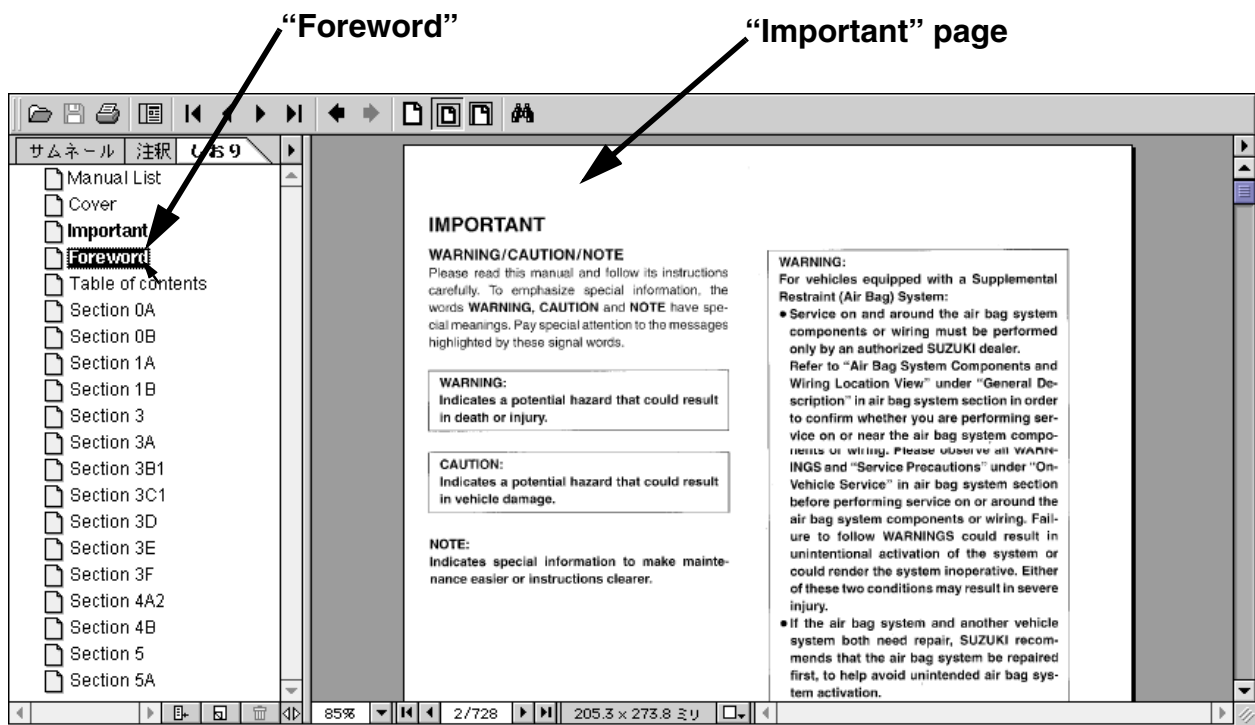 “Foreword”
“Important” page
サムネール
注釈
しおり
Manual List
Cover
Important
Foreword
Table of contents
Section 0A
Section 0B
Section 1A
Section 1B
Section 3
Section 3A
Section 3B1
Section 3C1
Section 3D
Section 3E
Section 3F
Section 4A2
Section 4B
Section 5
Section 5A
IMPORTANT
WARNING/CAUTION/NOTE
Please read this manual and follow its instructions
carefully. To emphasize special information, the
words WARNING, CAUTION and NOTE have spe-
cial meanings. Pay special attention to the messages
highlighted by these signal words.
WARNING:
Indicates a potential hazard that could result
in death or injury.
CAUTION:
Indicates a potential hazard that could result
in vehicle damage.
NOTE:
Indicates special information to make mainte-
nance easier or instructions clearer.
WARNING:
For vehicles equipped with a Supplemental
Restraint (Air Bag) System:
● Service on and around the air bag system
components or wiring must be performed
only by an authorized SUZUKI dealer.
Refer to “Air Bag System Components and
Wiring Location View” under “General De-
scription” in air bag system section in order
to confirm whether you are performing ser-
vice on or near the air bag system compo-
nents or wiring. Please observe all WARN-
INGS and “Service Precautions” under “On-
Vehicle Service” in air bag system section
before performing service on or around the
air bag system components or wiring. Fail-
ure to follow WARNINGS could result in
unintentional activation of the system or
could render the system inoperative. Either
of these two conditions may result in severe
injury.
● If the air bag system and another vehicle
system both need repair, SUZUKI recom-
mends that the air bag system be repaired
first, to help avoid unintended air bag sys-
tem activation.
85%
2/728
205.3 × 273.8 ミリ